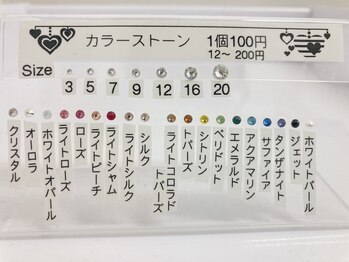 カラーストーン 1個100円
12～ 200円
Size
3 5 7 9 12 16 20
クリスタル
オーロラ
ホワイトオパール
ライトローズ
ローズ
ライトピーチ
ライトシャム
ライトシルク
シルク
ライトコロラド
トパーズ
トパーズ
シトリン
ペリドット
エメラルド
アクアマリン
サファイア
タンザナイト
ジェット
ホワイトパール